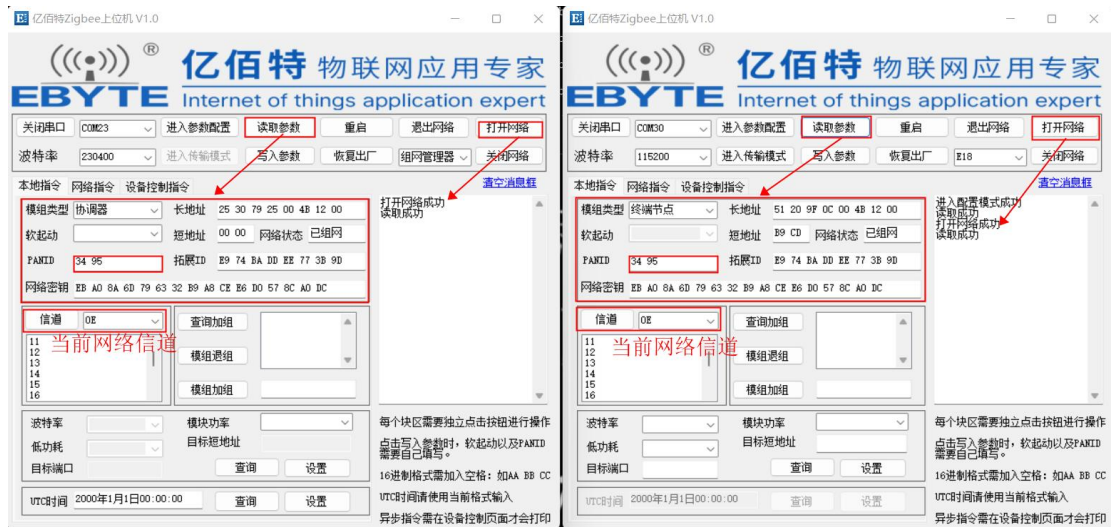 亿佰特Zigbee上位机 V1.0
®
亿佰特 物联网应用专家
EBYTE Internet of things application expert
关闭串口 COM23 进入参数配置 读取参数 重启 退出网络 打开网络
波特率 230400 进入传输模式 写入参数 恢复出厂 组网管理器 关闭网络
本地指令 网络指令 设备控制指令 清空消息框
模组类型 协调器 长地址 25 30 79 25 00 4B 12 00
软起动 短地址 00 00 网络状态 已组网
PANID 34 95 拓展ID E9 74 BA DD EE 77 3B 9D
网络密钥 EB A0 8A 6D 79 63 32 B9 A8 CE E6 D0 57 8C A0 DC
打开网络成功
读取成功
信道 0E 查询加组
当前网络信道
11
12
13
14
15
16
模组退组
模组加组
波特率 模块功率
低功耗 目标短地址
目标端口 查询 设置
UTC时间 2000年1月1日00:00:00 查询 设置
每个块区需要独立点击按钮进行操作
点击写入参数时，软起动以及PANID
需要自己填写。
16进制格式需加入空格：如AA BB CC
UTC时间请使用当前格式输入
异步指令需在设备控制页面才会打印
亿佰特Zigbee上位机 V1.0
®
亿佰特 物联网应用专家
EBYTE Internet of things application expert
关闭串口 COM30 进入参数配置 读取参数 重启 退出网络 打开网络
波特率 115200 进入传输模式 写入参数 恢复出厂 E18 关闭网络
本地指令 网络指令 设备控制指令 清空消息框
模组类型 终端节点 长地址 51 20 9F 0C 00 4B 12 00
软起动 短地址 B9 CD 网络状态 已组网
PANID 34 95 拓展ID E9 74 BA DD EE 77 3B 9D
网络密钥 EB A0 8A 6D 79 63 32 B9 A8 CE E6 D0 57 8C A0 DC
进入配置模式成功
读取成功
打开网络成功
读取成功
信道 0E 查询加组
当前网络信道
11
12
13
14
15
16
模组退组
模组加组
波特率 模块功率
低功耗 目标短地址
目标端口 查询 设置
UTC时间 2000年1月1日00:00:00 查询 设置
每个块区需要独立点击按钮进行操作
点击写入参数时，软起动以及PANID
需要自己填写。
16进制格式需加入空格：如AA BB CC
UTC时间请使用当前格式输入
异步指令需在设备控制页面才会打印